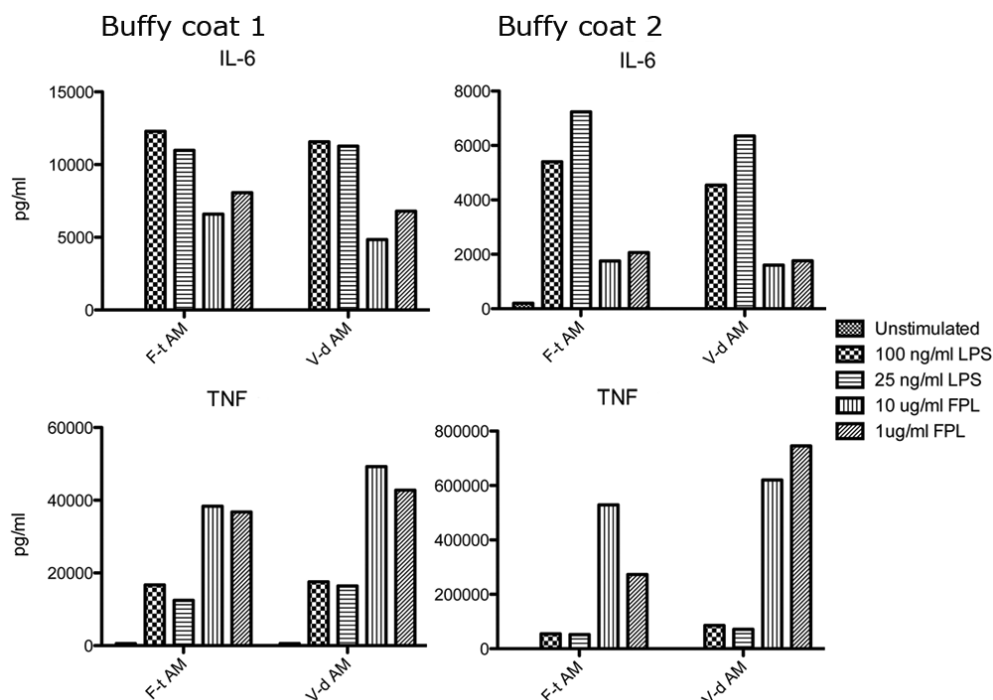 Buffy coat 1
Buffy coat 2
IL-6
15000
10000
5000
0
pg/ml
F-t AM
V-d AM
IL-6
8000
6000
4000
2000
0
F-t AM
V-d AM
Unstimulated
100 ng/ml LPS
25 ng/ml LPS
10 ug/ml FPL
1ug/ml FPL
TNF
60000
40000
20000
0
pg/ml
F-t AM
V-d AM
TNF
800000
600000
400000
200000
0
F-t AM
V-d AM